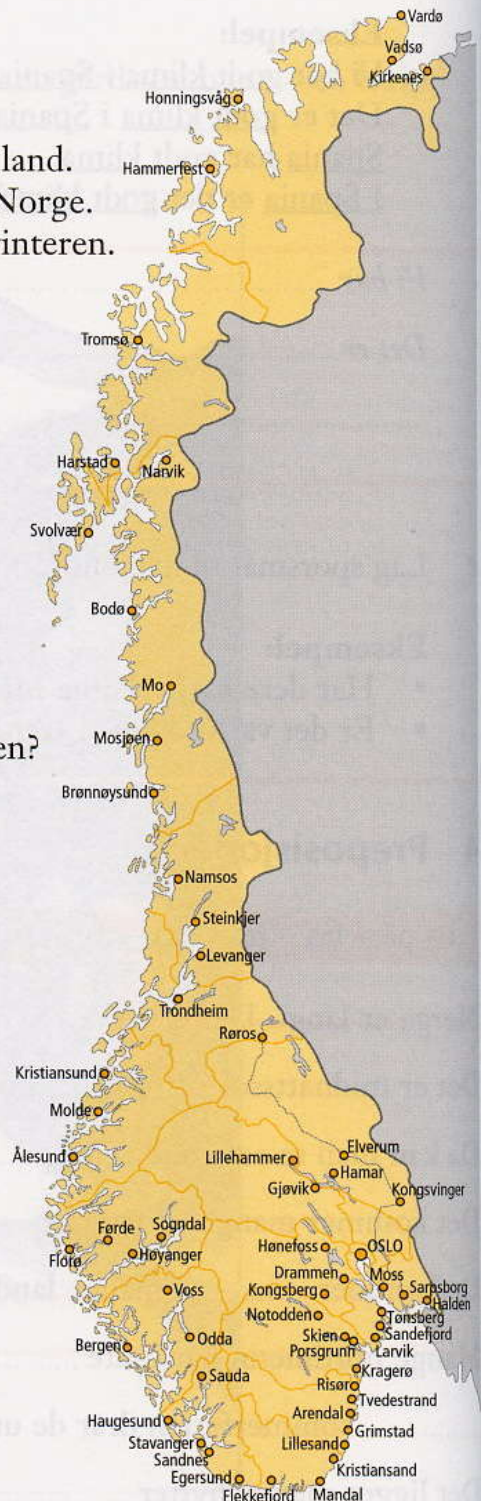 land.
Norge.
interen.
en?
Vardø
Vadsø
Kirkenes
Honningsvåg
Hammerfest
Tromsø
Harstad
Narvik
Svolvær
Bodø
Mo
Mosjøen
Brønnøysund
Namsos
Steinkjer
Levanger
Trondheim
Røros
Kristiansund
Molde
Ålesund
Lillehammer
Elverum
Hamar
Gjøvik
Kongsvinger
Førde
Sogndal
Florø
Høyanger
Hønefoss
OSLO
Drammen
Moss
Sarpsborg
Halden
Voss
Kongsberg
Notodden
Tønsberg
Sandefjord
Bergen
Odda
Skien
Porsgrunn
Larvik
Sauda
Kragerø
Risør
Tvedestrand
Haugesund
Arendal
Grimstad
Stavanger
Sandnes
Lillesand
Kristiansand
Egersund
Flekkefjord
Mandal
Eksempel:
Eksempel: